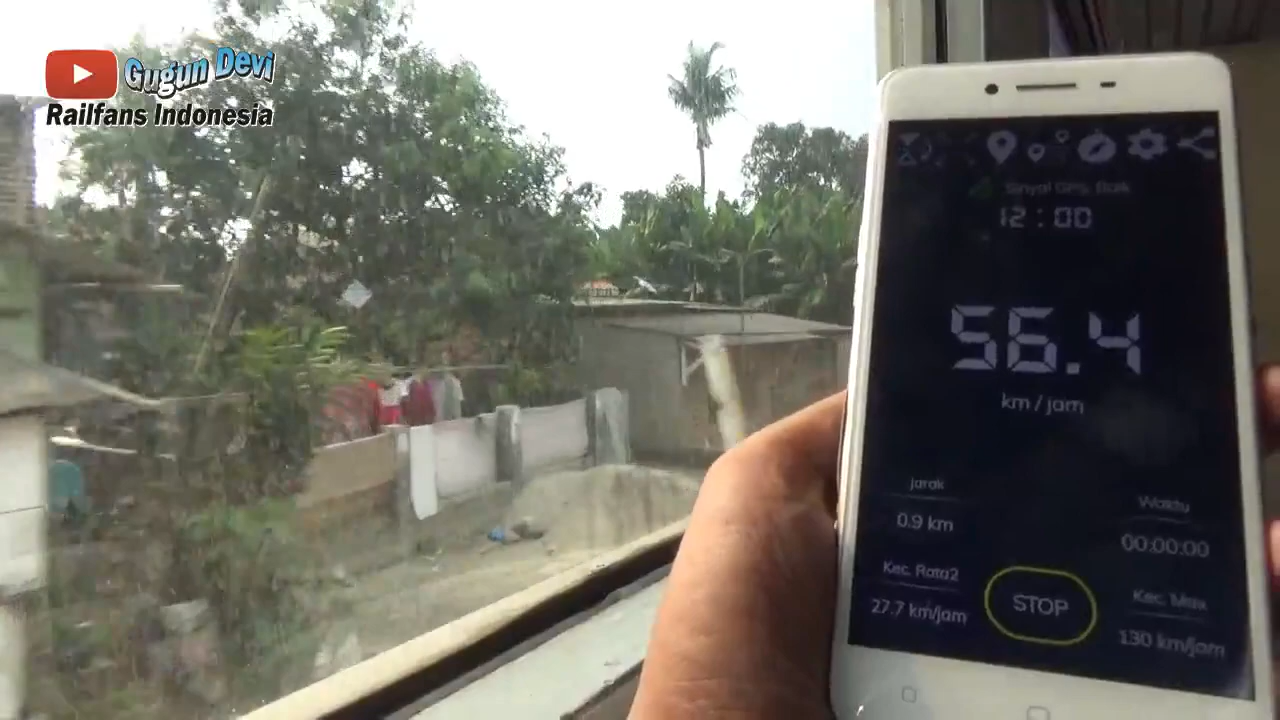 Gugun Devi
Railfans Indonesia
Sinyal GPS: Baik
12:00
56.4
km / jam
Jarak
0.9 km
Waktu
00:00:00
Kec. Rata2
27.7 km/jam
STOP
Kec. Max
130 km/jam